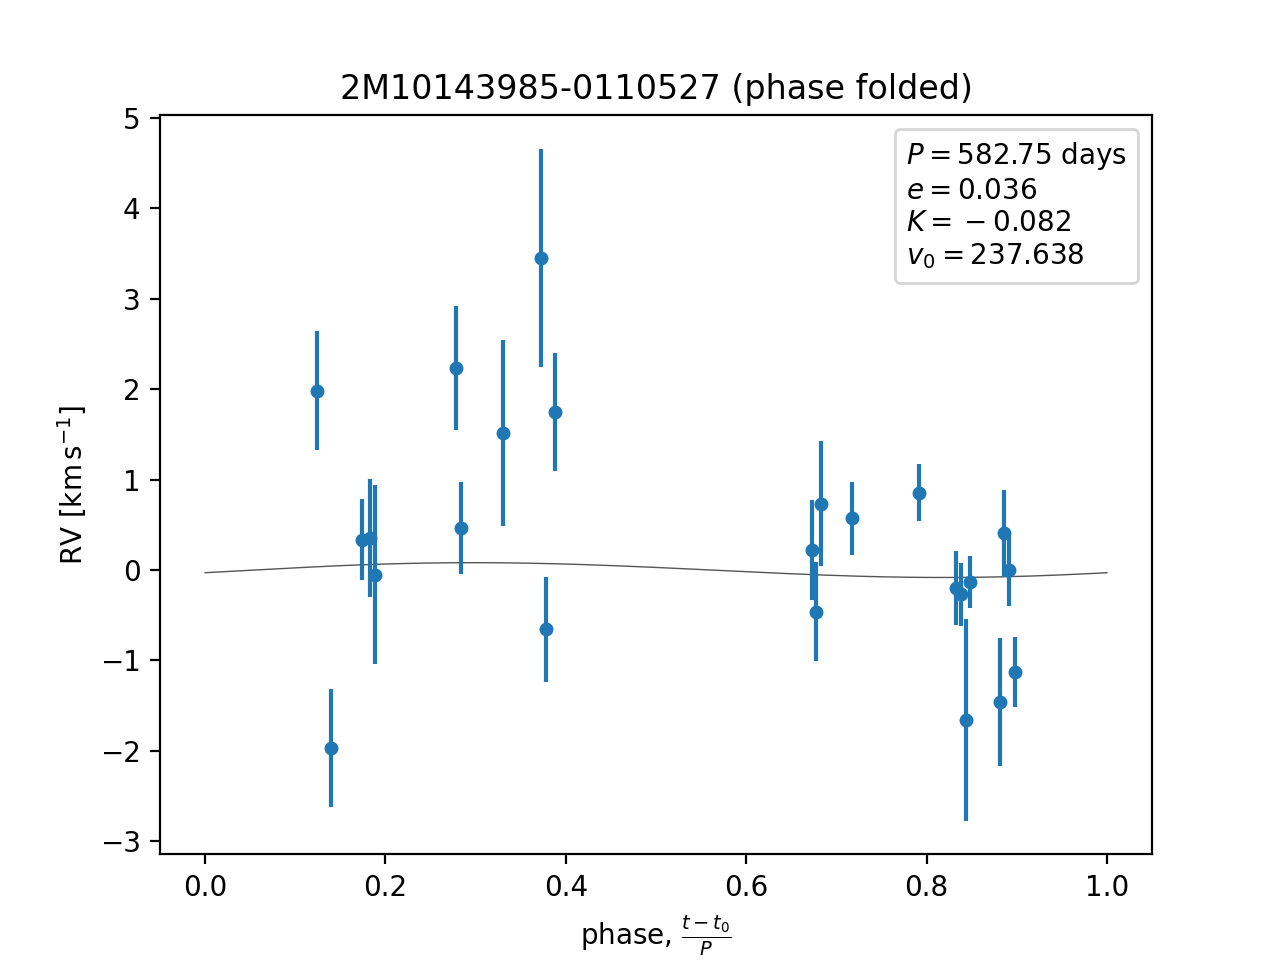 2M10143985-0110527 (phase folded)
P = 582.75 days
e = 0.036
K = −0.082
v₀ = 237.638
RV [km s⁻¹]
5
4
3
2
1
0
−1
−2
−3
0.0 0.2 0.4 0.6 0.8 1.0
phase, (t − t₀)/P